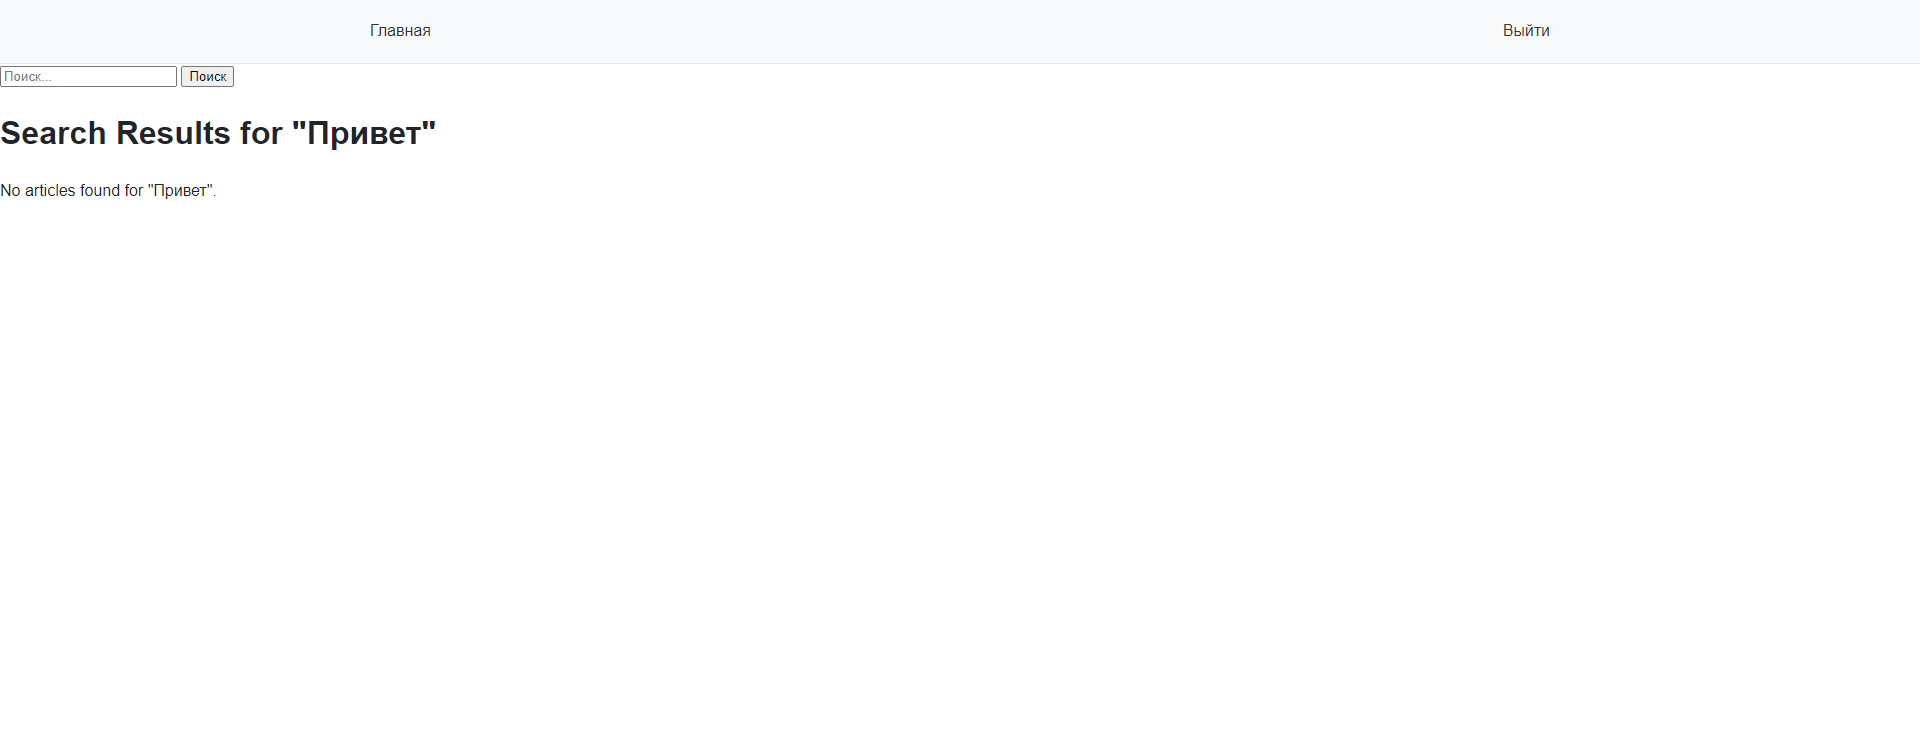 Главная Выйти
Поиск... Поиск
Search Results for "Привет"
No articles found for "Привет".